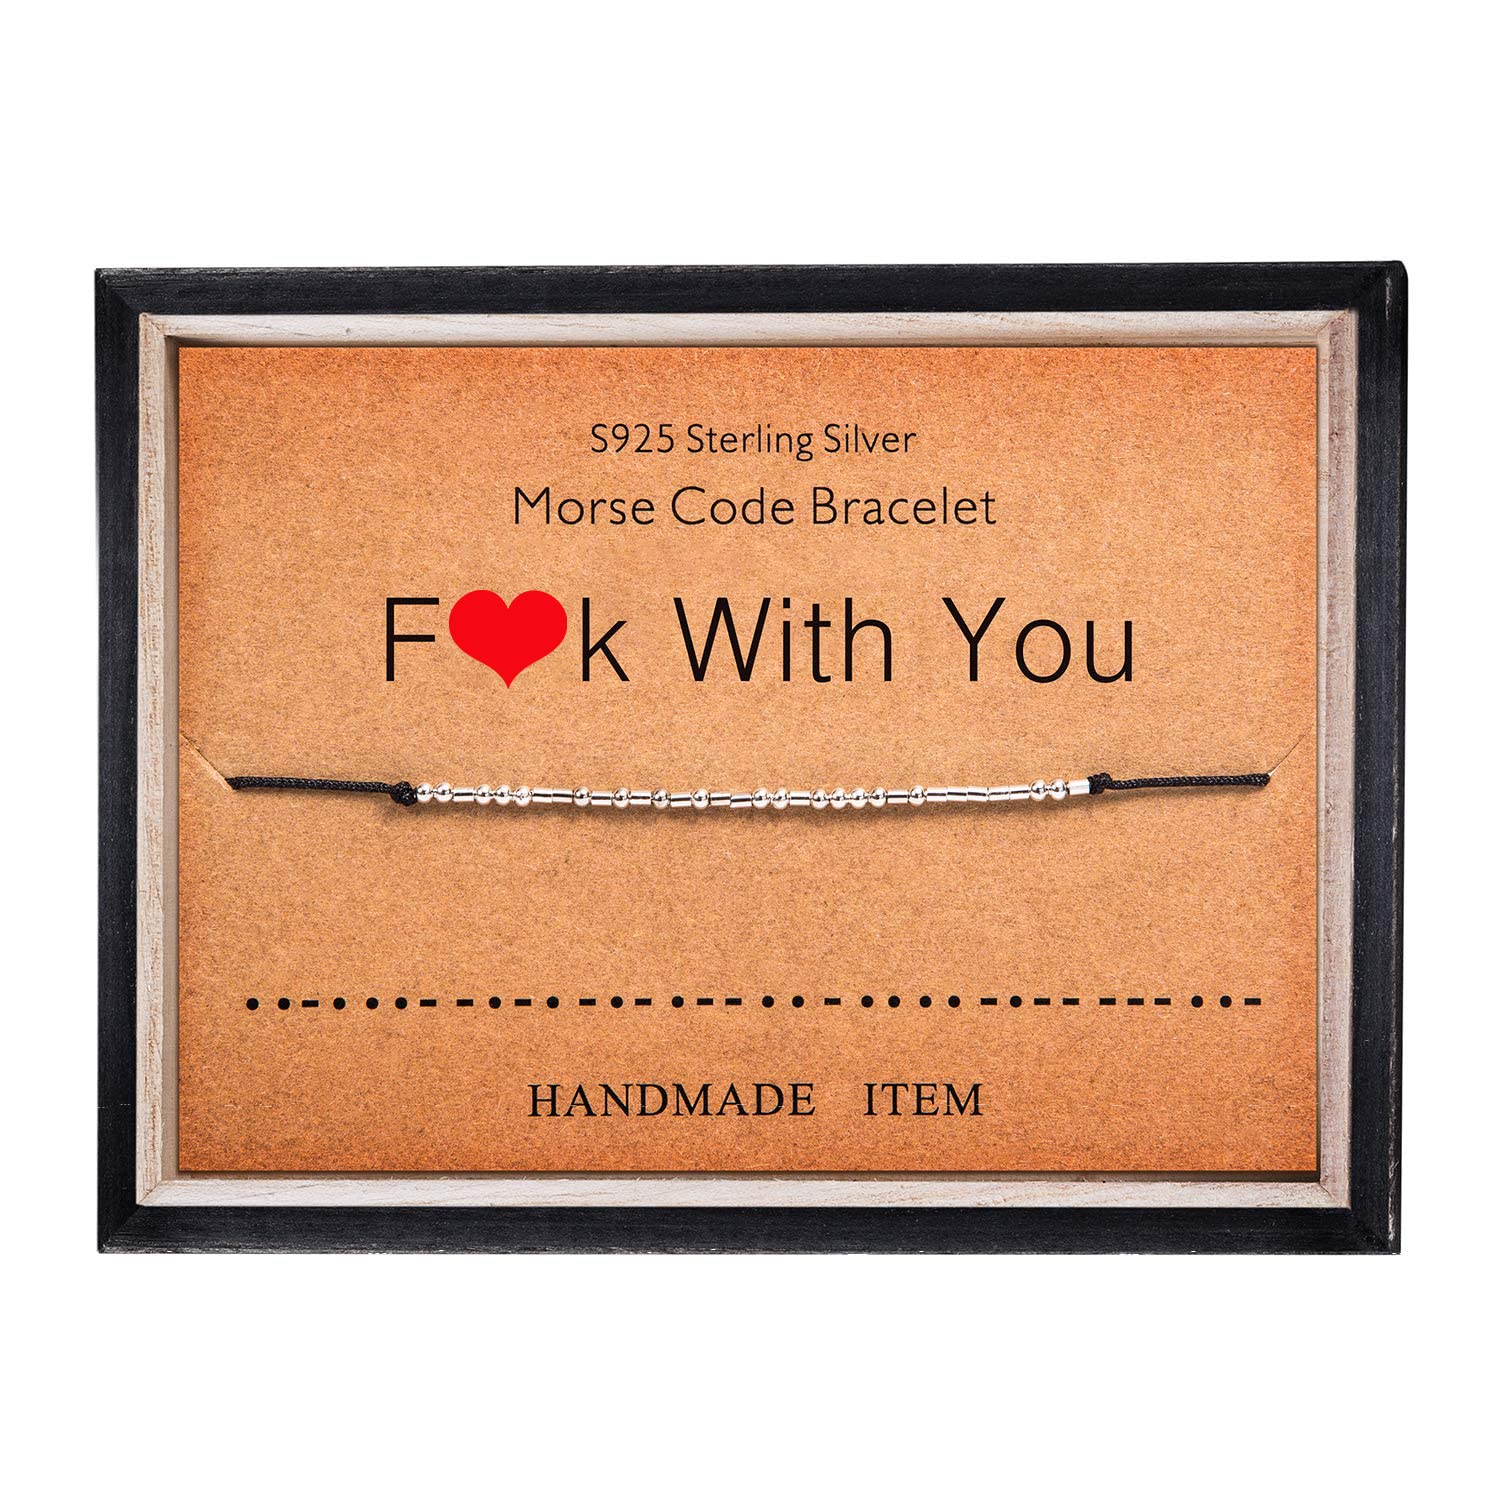 S925 Sterling Silver
Morse Code Bracelet
F❤k With You
••-• ••- -•-• -•- •-- •• - •••• -•-- --- ••-
HANDMADE ITEM